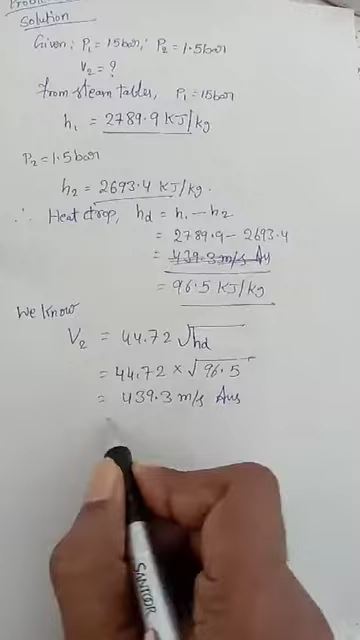 Solution
Given: P₁ = 15bar, P₂ = 1.5bar
V₂ = ?
From steam tables, P₁ = 15bar
h₁ = 2789.9 KJ/kg
P₂ = 1.5bar
h₂ = 2693.4 KJ/kg.
∴ Heat drop, hd = h₁ - h₂
= 2789.9 - 2693.4
= 439.3 m/s Ans
= 96.5 KJ/kg
We know
V₂ = 44.72 √hd
= 44.72 × √96.5
= 439.3 m/s Ans
SANTOOR